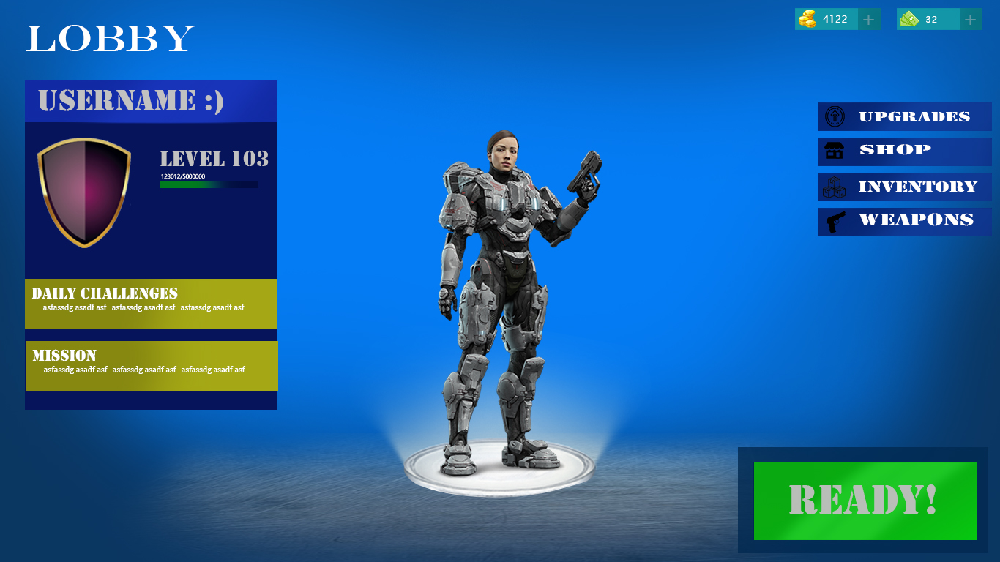 LOBBY
4122 +
32 +
USERNAME :)
LEVEL 103
123012/5000000
DAILY CHALLENGES
asfassdg asadf asf asfassdg asadf asf asfassdg asadf asf
MISSION
asfassdg asadf asf asfassdg asadf asf asfassdg asadf asf
UPGRADES
SHOP
INVENTORY
WEAPONS
READY!